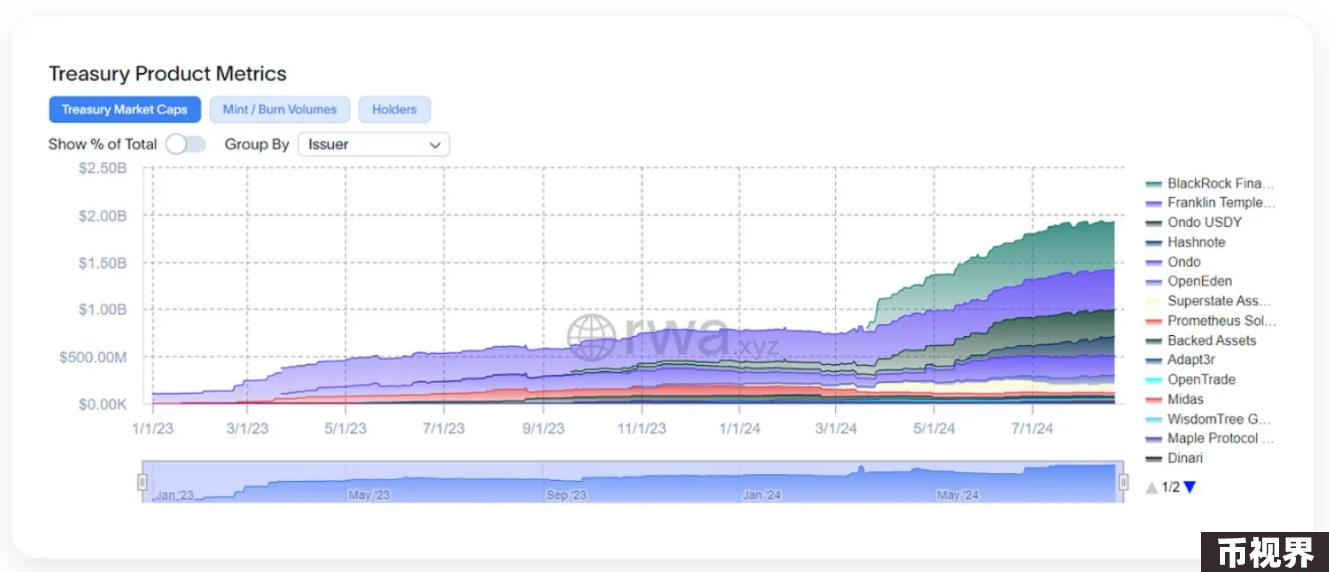 Treasury Product Metrics
Treasury Market Caps Mint / Burn Volumes Holders
Show % of Total Group By Issuer
$2.50B
$2.00B
$1.50B
$1.00B
$500.00M
$0.00K
1/1/23 3/1/23 5/1/23 7/1/23 9/1/23 11/1/23 1/1/24 3/1/24 5/1/24 7/1/24
rwa.xyz
Jan '23 May '23 Sep '23 Jan '24 May '24
BlackRock Fina...
Franklin Temple...
Ondo USDY
Hashnote
Ondo
OpenEden
Superstate Ass...
Prometheus Sol...
Backed Assets
Adapt3r
OpenTrade
Midas
WisdomTree G...
Maple Protocol ...
Dinari
1/2
币视界